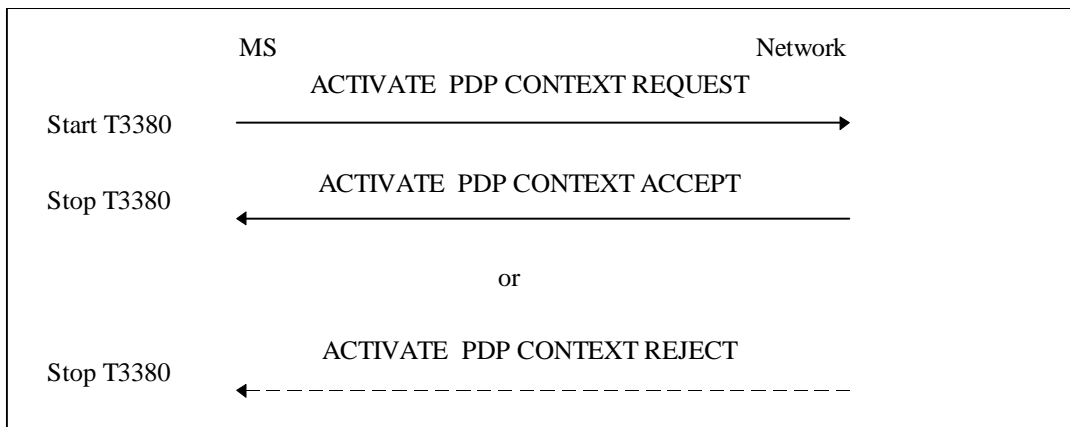 MS Network
ACTIVATE PDP CONTEXT REQUEST
Start T3380
ACTIVATE PDP CONTEXT ACCEPT
Stop T3380
or
ACTIVATE PDP CONTEXT REJECT
Stop T3380